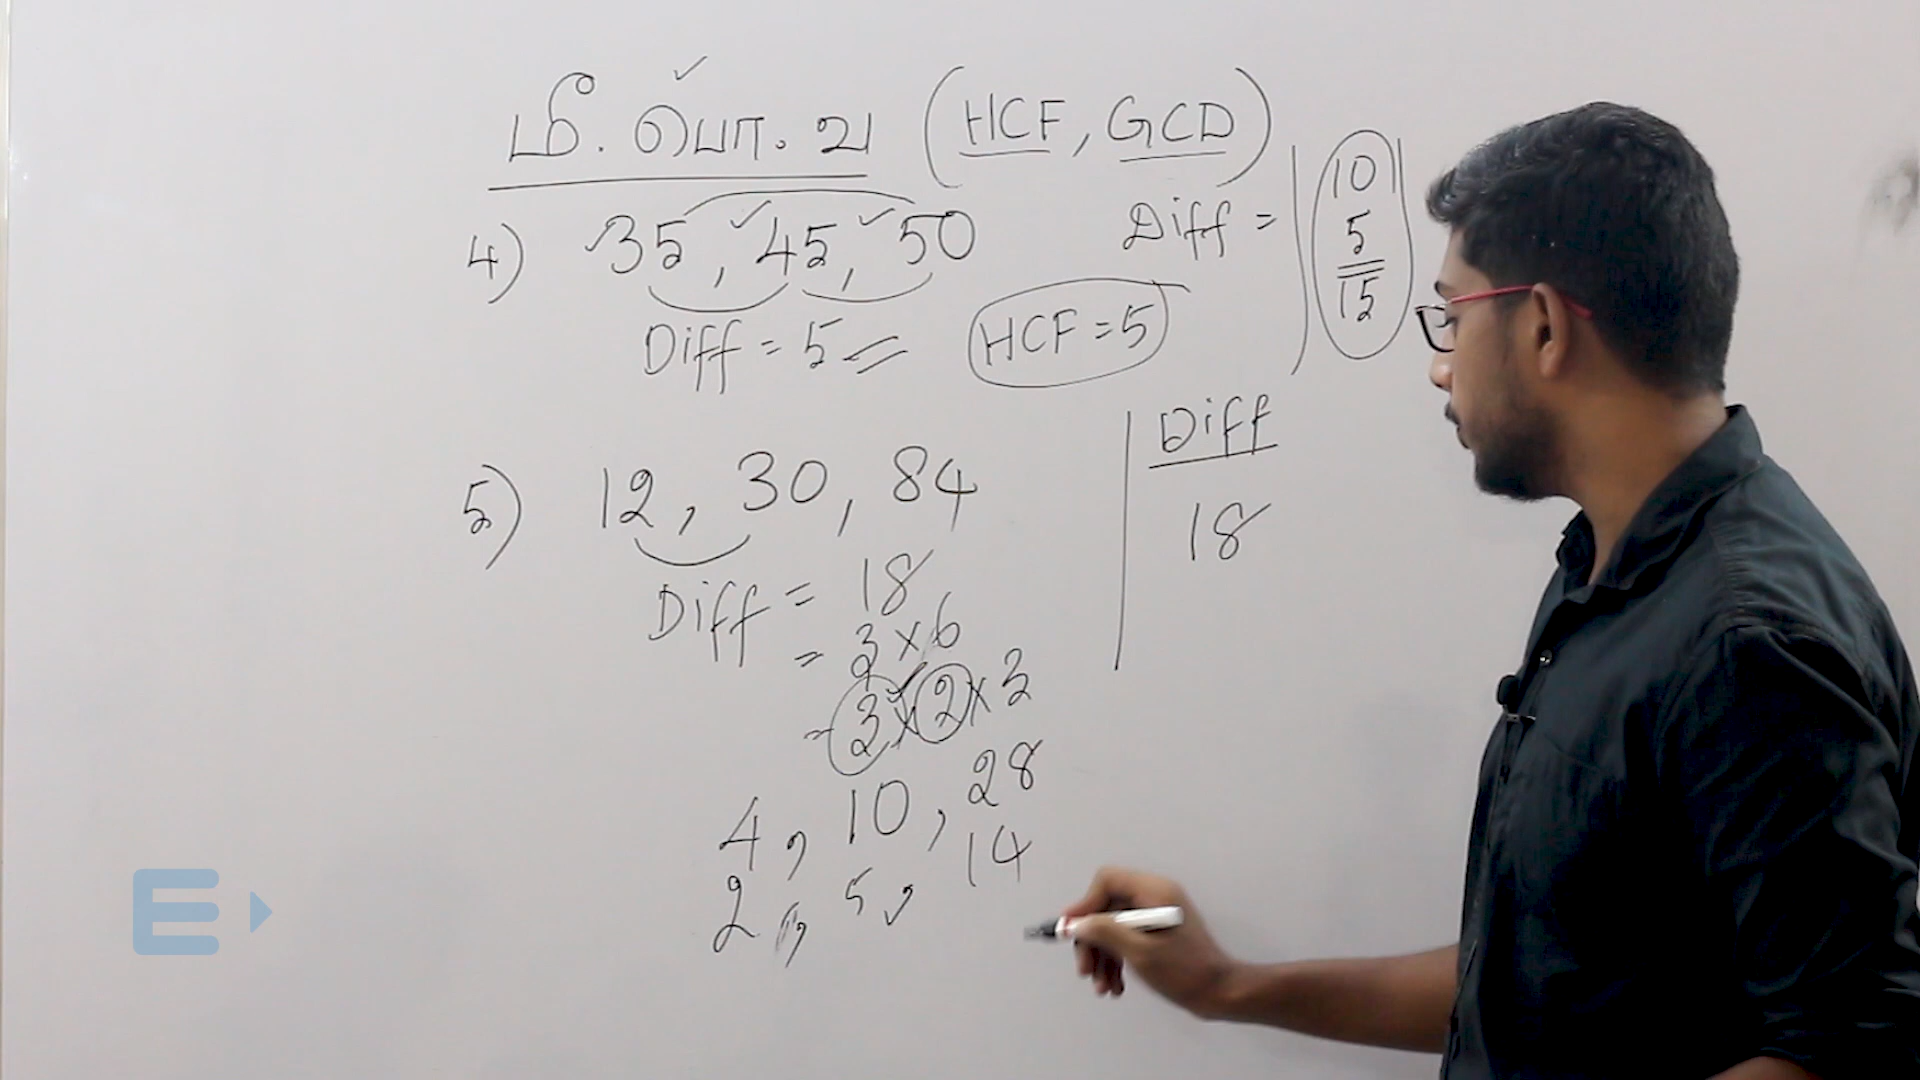 மீ.பொ.வ (HCF, GCD)
4) 35, 45, 50
Diff = 5
HCF = 5
Diff =
10
5
15
5) 12, 30, 84
Diff = 18
= 3 × 6
= 3 × 2 × 3
4, 10, 28
2, 5, 14
Diff
18
E